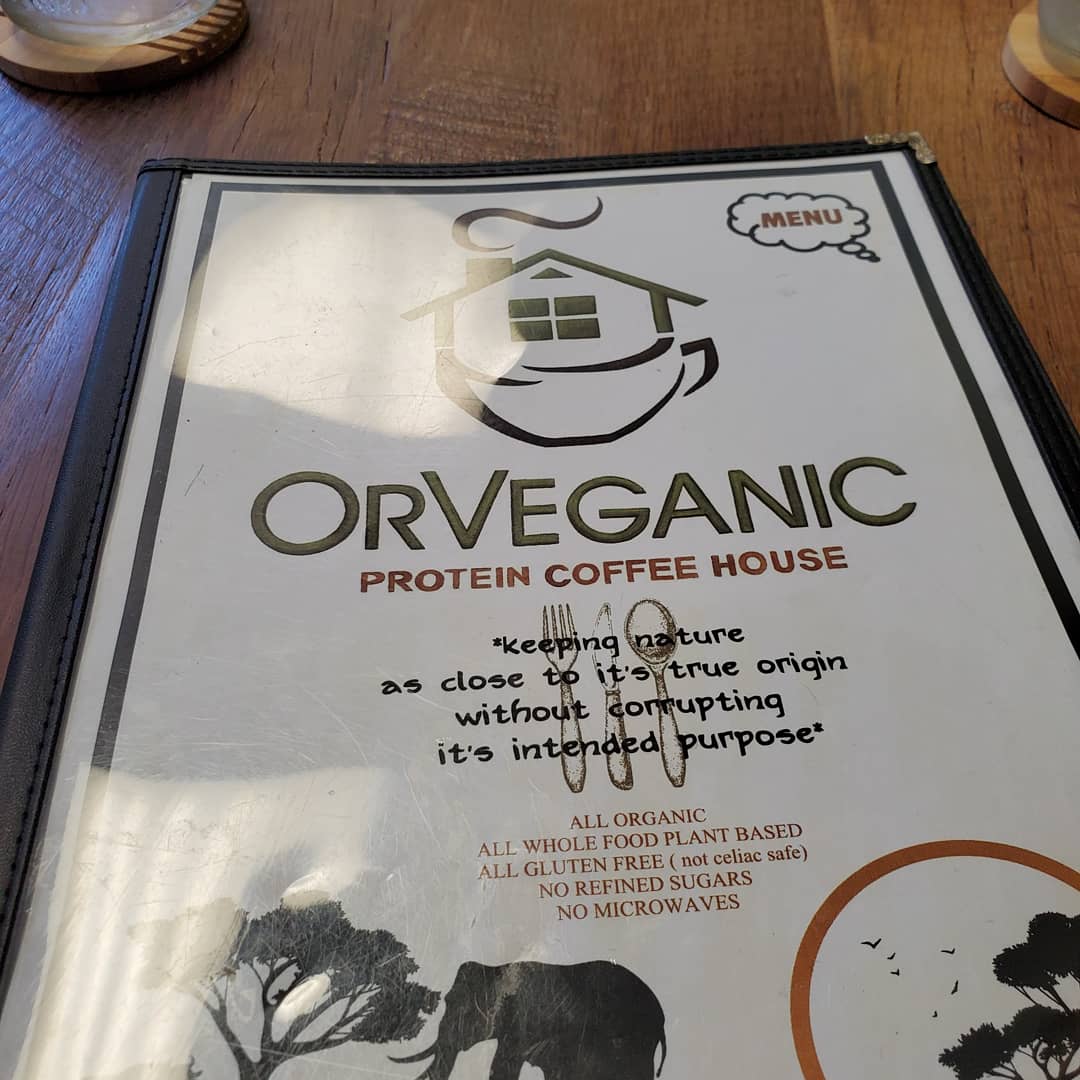 MENU
ORVEGANIC
PROTEIN COFFEE HOUSE
*keeping nature
as close to it's true origin
without corrupting
it's intended purpose*
ALL ORGANIC
ALL WHOLE FOOD PLANT BASED
ALL GLUTEN FREE ( not celiac safe)
NO REFINED SUGARS
NO MICROWAVES